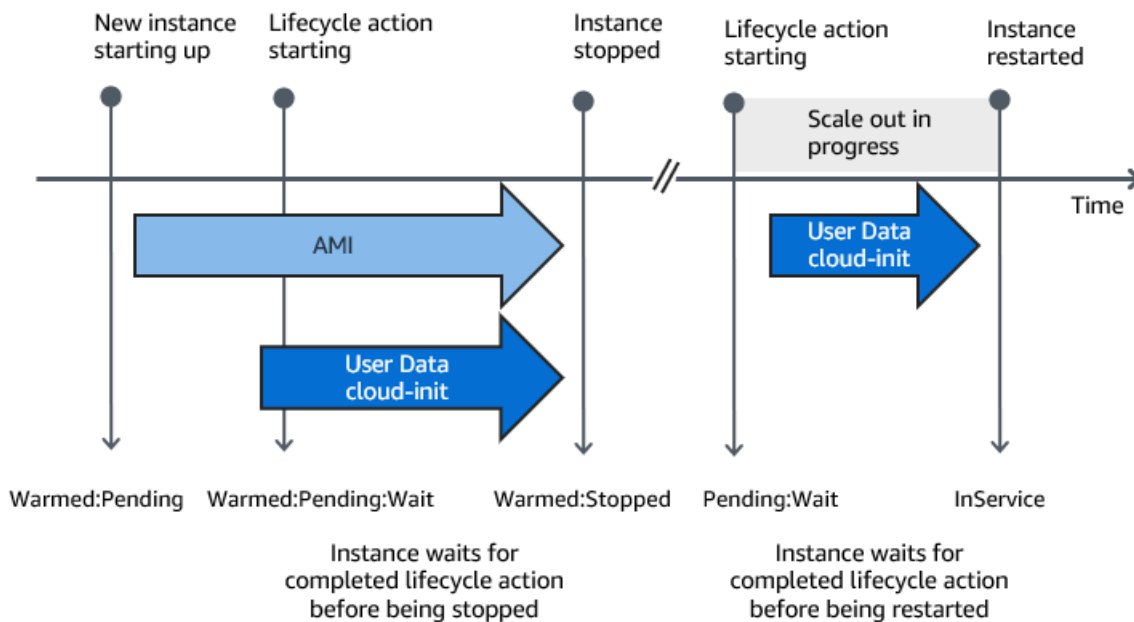 New instance
starting up
Lifecycle action
starting
Instance
stopped
Lifecycle action
starting
Instance
restarted
Scale out in
progress
Time
AMI
User Data
cloud-init
User Data
cloud-init
Warmed:Pending
Warmed:Pending:Wait
Warmed:Stopped
Pending:Wait
InService
Instance waits for
completed lifecycle action
before being stopped
Instance waits for
completed lifecycle action
before being restarted